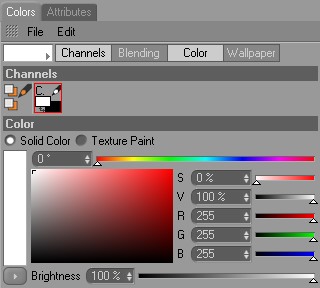 Colors Attributes
File Edit
Channels Blending Color Wallpaper
Channels
C.
Color
Solid Color Texture Paint
0 °
S 0 %
V 100 %
R 255
G 255
B 255
Brightness 100 %